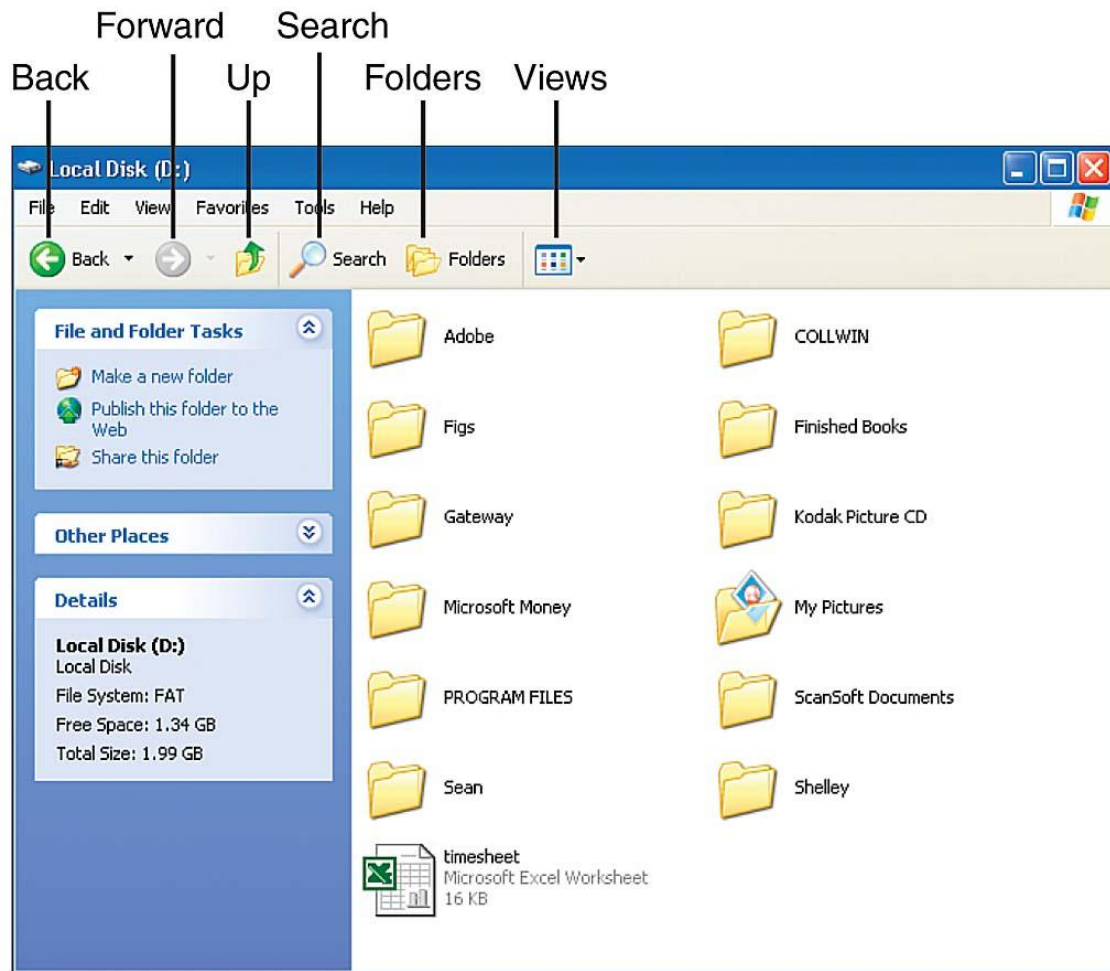 Forward Search
Back Up Folders Views
Local Disk (D:)
File Edit View Favorites Tools Help
Back Search Folders
File and Folder Tasks
Make a new folder
Publish this folder to the
Web
Share this folder
Other Places
Details
Local Disk (D:)
Local Disk
File System: FAT
Free Space: 1.34 GB
Total Size: 1.99 GB
Adobe COLLWIN
Figs Finished Books
Gateway Kodak Picture CD
Microsoft Money My Pictures
PROGRAM FILES ScanSoft Documents
Sean Shelley
timesheet
Microsoft Excel Worksheet
16 KB